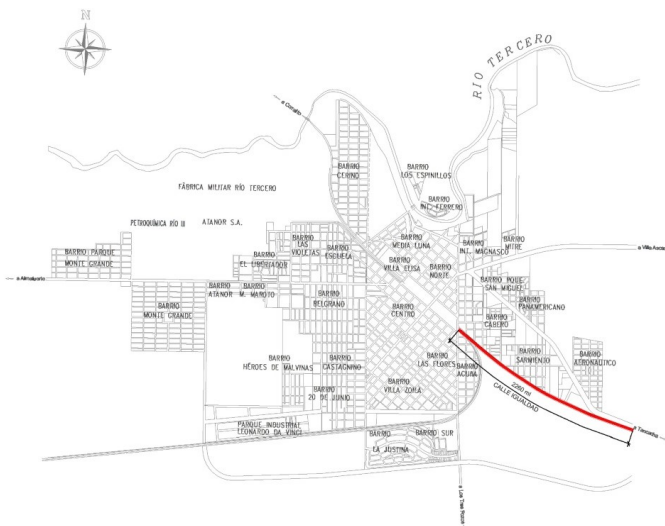 N
RIO TERCERO
a Corralito
BARRIO
CERINO
BARRIO
LOS ESPINILLOS
FÁBRICA MILITAR RÍO TERCERO
BARRIO
INT. FERRERO
PETROQUÍMICA RÍO III
ATANOR S.A.
BARRIO
LAS
VIOLETAS
BARRIO
ESCUELA
BARRIO
MEDIA LUNA
BARRIO
INT. MAGNASCO
BARRIO
MITRE
BARRIO PARQUE
MONTE GRANDE
BARRIO
EL LIBERTADOR
BARRIO
VILLA ELISA
BARRIO
NORTE
a Almafuerte
BARRIO
ATANOR
BARRIO
M. MAROTO
BARRIO PQUE.
SAN MIGUEL
BARRIO
MONTE GRANDE
BARRIO
BELGRANO
BARRIO
CENTRO
BARRIO
PANAMERICANO
BARRIO
CABERO
BARRIO
HÉROES DE MALVINAS
BARRIO
CASTAGNINO
BARRIO
LAS FLORES
BARRIO
ACUÑA
BARRIO
SARMIENTO
BARRIO
AERONÁUTICO
BARRIO
20 DE JUNIO
BARRIO
VILLA ZOILA
2260 ml
CALLE IGUALDAD
PARQUE INDUSTRIAL
LEONARDO DA VINCI
BARRIO
LA JUSTINA
BARRIO SUR
a Tancacha